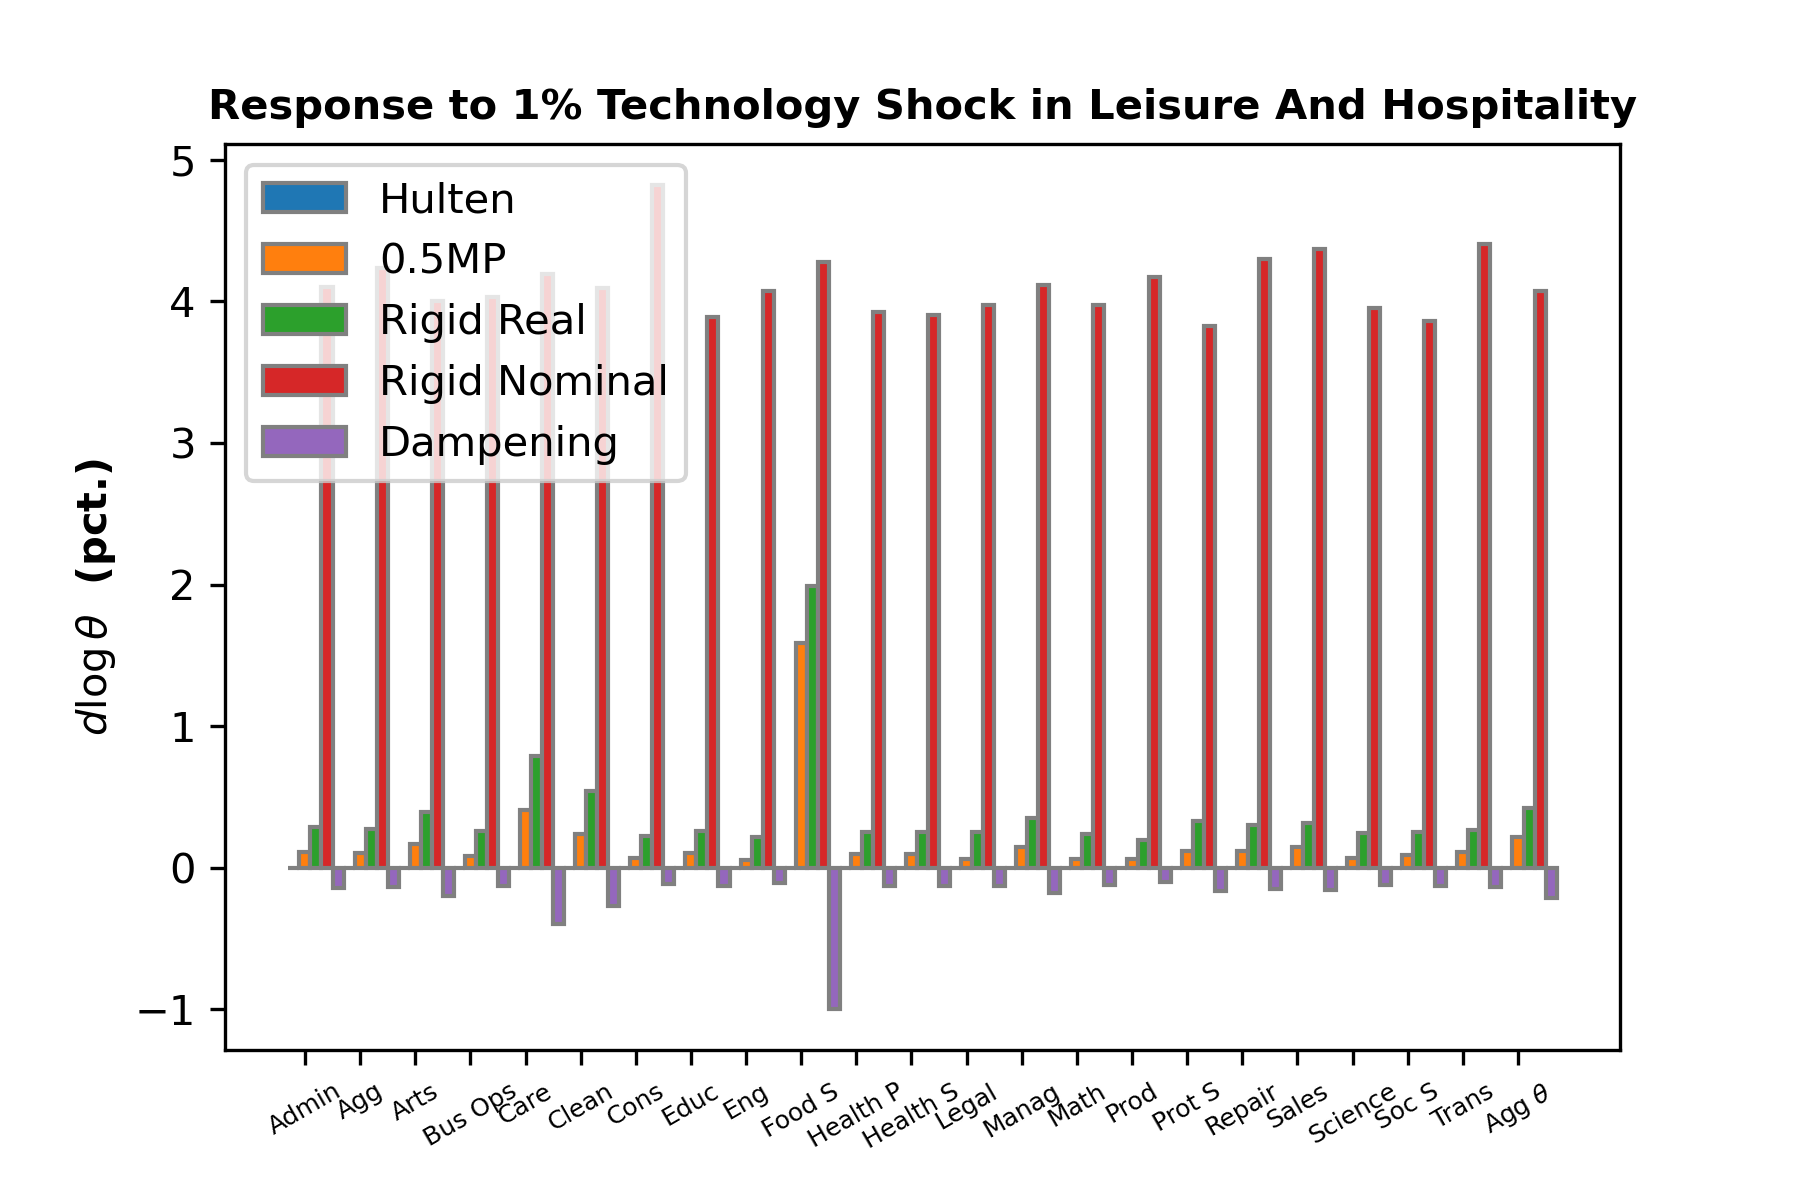 Response to 1% Technology Shock in Leisure And Hospitality
5
4
3
2
1
0
−1
d log θ (pct.)
Hulten
0.5MP
Rigid Real
Rigid Nominal
Dampening
Admin
Agg
Arts
Bus Ops
Care
Clean
Cons
Educ
Eng
Food S
Health P
Health S
Legal
Manag
Math
Prod
Prot S
Repair
Sales
Science
Soc S
Trans
Agg θ